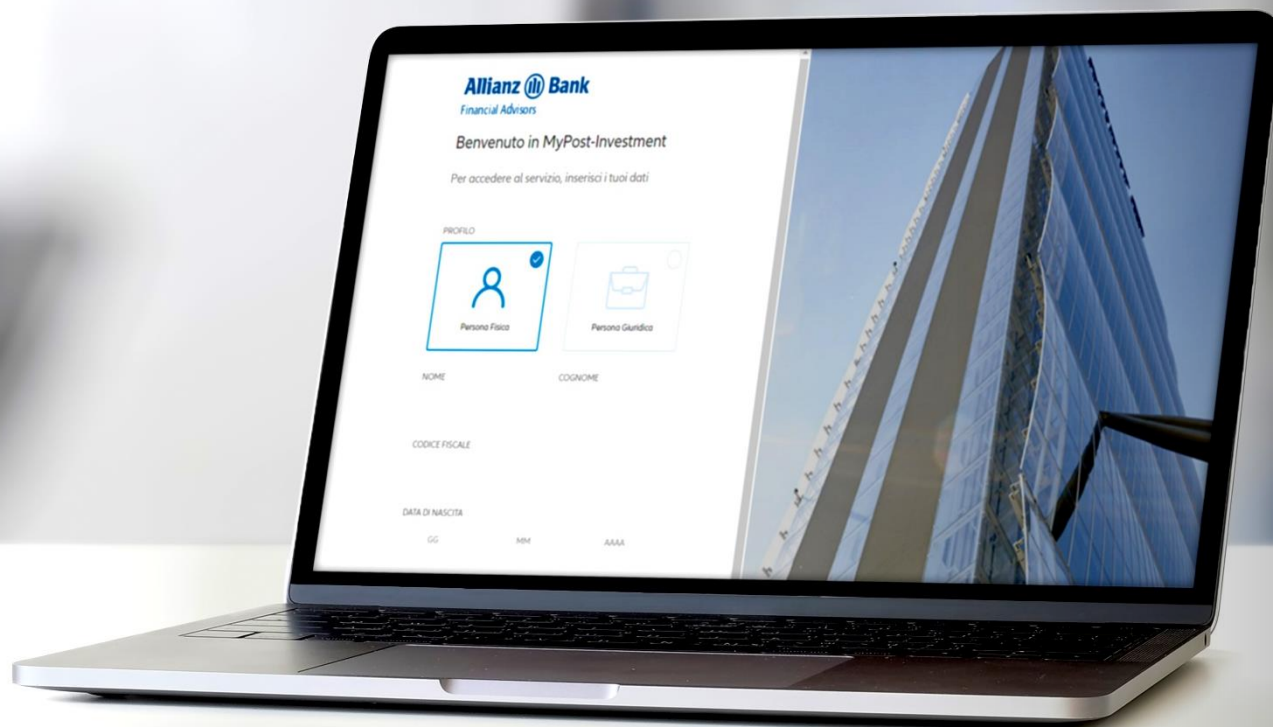 Allianz Bank
Financial Advisors
Benvenuto in MyPost-Investment
Per accedere al servizio, inserisci i tuoi dati
PROFILO
Persona Fisica
Persona Giuridica
NOME
COGNOME
CODICE FISCALE
DATA DI NASCITA
GG
MM
AAAA